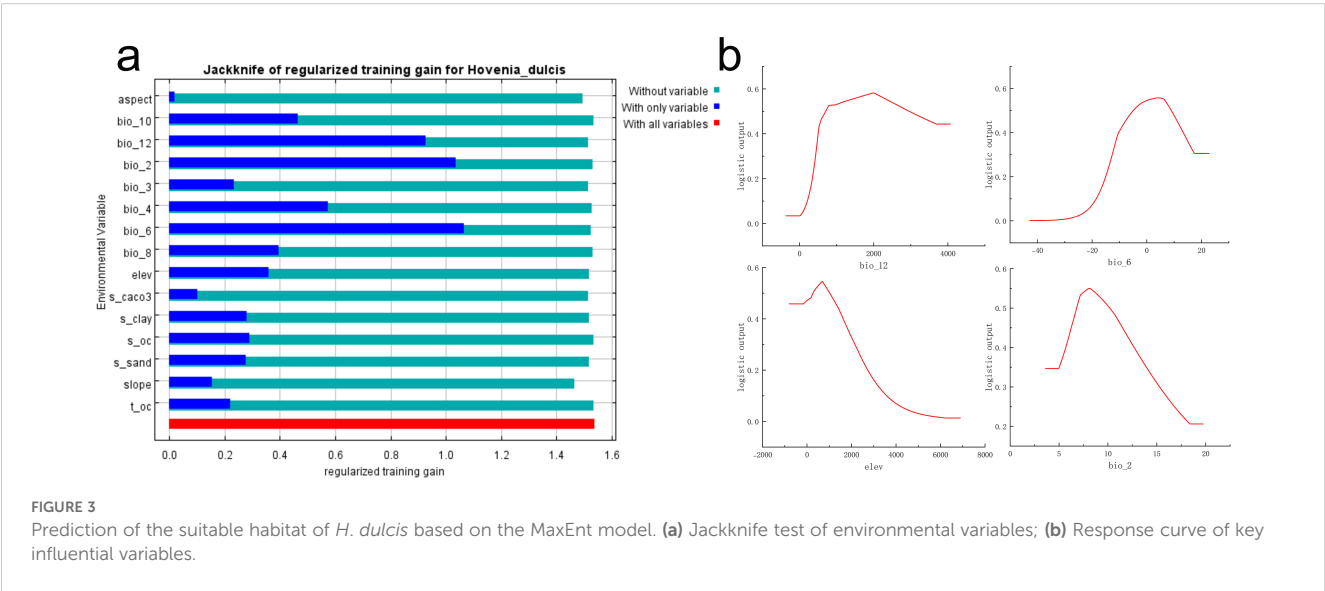 a
Jackknife of regularized training gain for Hovenia_dulcis
Without variable
With only variable
With all variables
Environmental Variable
aspect
bio_10
bio_12
bio_2
bio_3
bio_4
bio_6
bio_8
elev
s_caco3
s_clay
s_oc
s_sand
slope
t_oc
0.0 0.2 0.4 0.6 0.8 1.0 1.2 1.4 1.6
regularized training gain
b
logistic output
0.6
0.4
0.2
0.0
0 2000 4000
bio_12
logistic output
0.6
0.4
0.2
0.0
-40 -20 0 20
bio_6
logistic output
0.6
0.4
0.2
0.0
-2000 0 2000 4000 6000 8000
elev
logistic output
0.6
0.5
0.4
0.3
0.2
0 5 10 15 20
bio_2
FIGURE 3
Prediction of the suitable habitat of H. dulcis based on the MaxEnt model. (a) Jackknife test of environmental variables; (b) Response curve of key
influential variables.